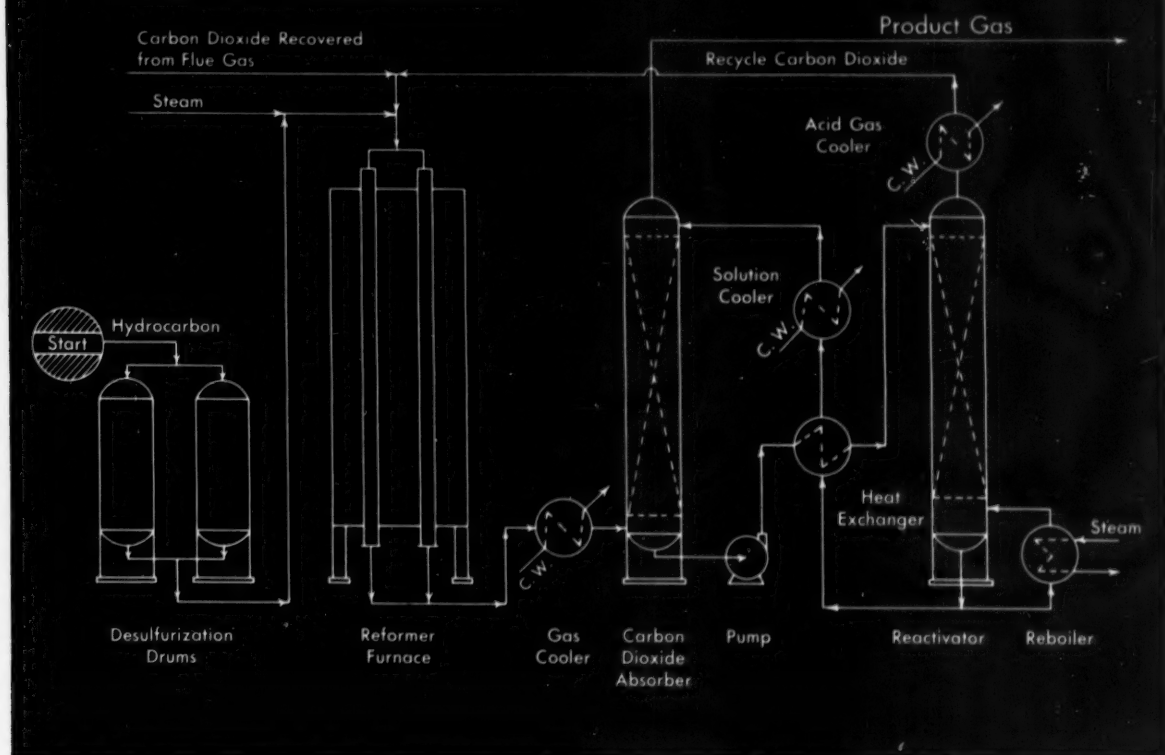 Product Gas
Carbon Dioxide Recovered
from Flue Gas
Recycle Carbon Dioxide
Steam
Acid Gas
Cooler
C. W.
Solution
Cooler
C. W.
Start
Hydrocarbon
Heat
Exchanger
Steam
C. W.
Desulfurization
Drums
Reformer
Furnace
Gas
Cooler
Carbon
Dioxide
Absorber
Pump
Reactivator
Reboiler